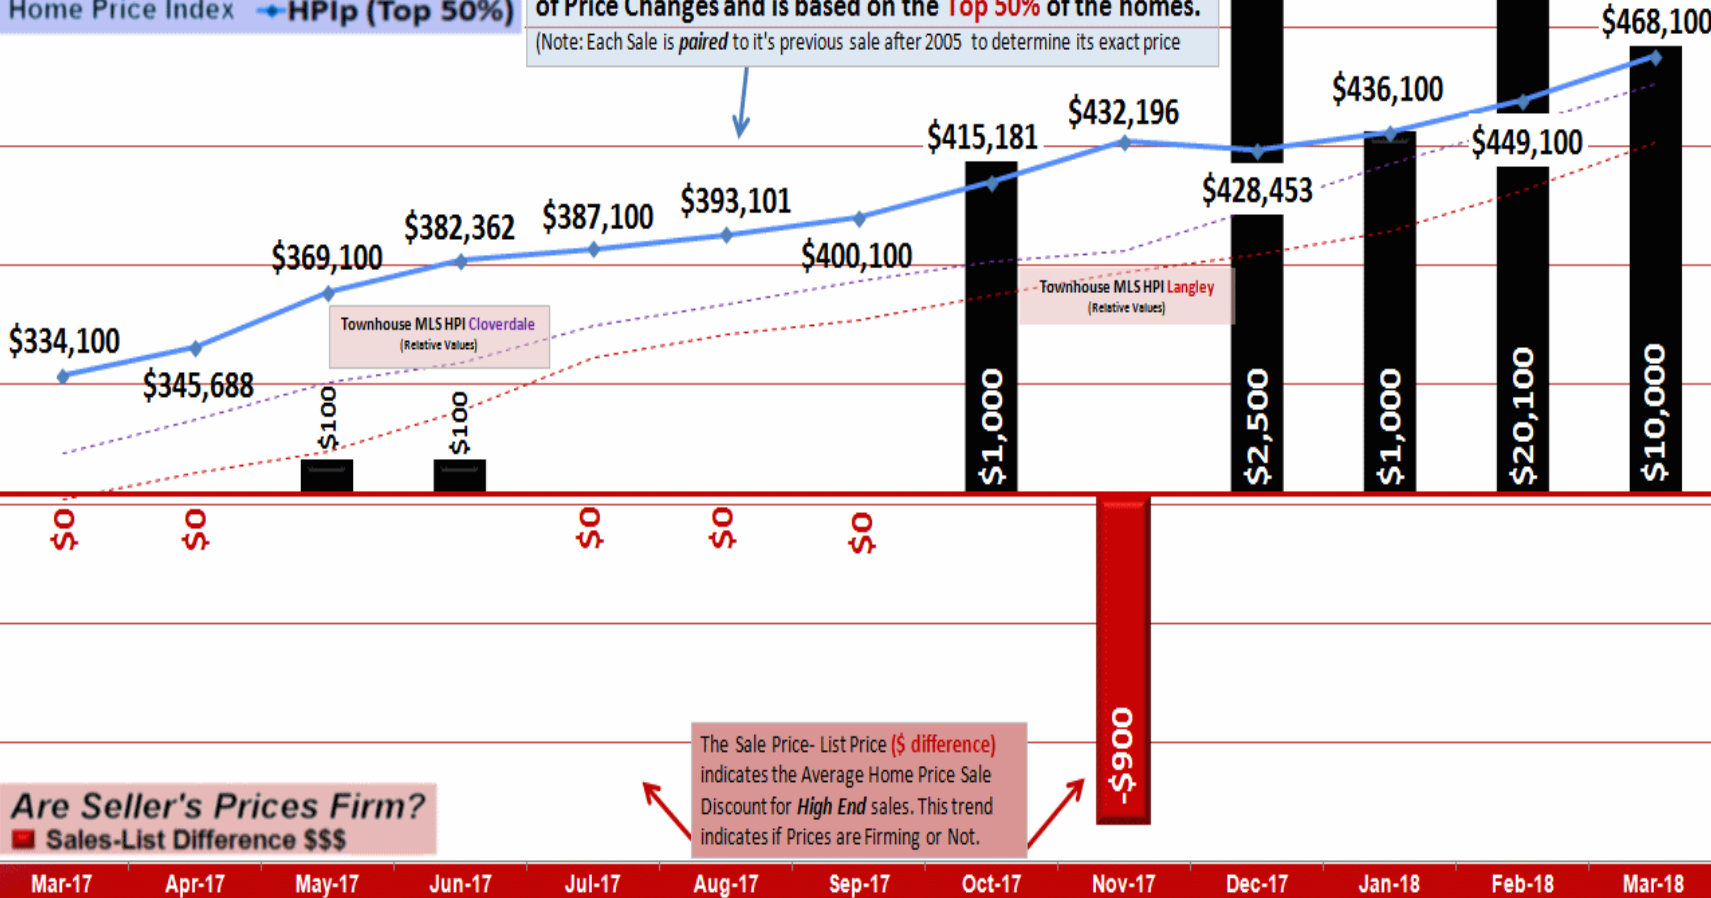 Home Price Index HPIp (Top 50%)
of Price Changes and is based on the Top 50% of the homes.
(Note: Each Sale is paired to it's previous sale after 2005 to determine its exact price
$334,100
$345,688
$369,100
$382,362
$387,100
$393,101
$400,100
$415,181
$432,196
$428,453
$436,100
$449,100
$468,100
Townhouse MLS HPI Cloverdale
(Relative Values)
Townhouse MLS HPI Langley
(Relative Values)
$0
$0
$100
$100
$0
$0
$0
$1,000
-$900
$2,500
$1,000
$20,100
$10,000
The Sale Price- List Price ($ difference)
indicates the Average Home Price Sale
Discount for High End sales. This trend
indicates if Prices are Firming or Not.
Are Seller's Prices Firm?
Sales-List Difference $$$
Mar-17 Apr-17 May-17 Jun-17 Jul-17 Aug-17 Sep-17 Oct-17 Nov-17 Dec-17 Jan-18 Feb-18 Mar-18